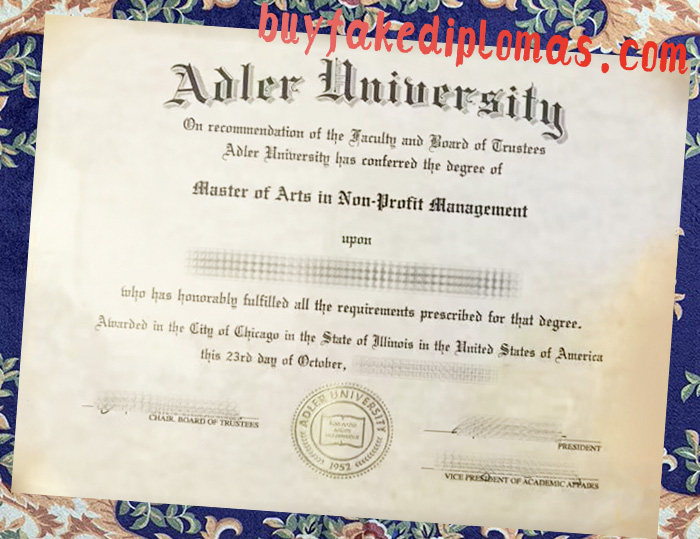 buyfakediplomas.com
Adler University
On recommendation of the Faculty and Board of Trustees
Adler University has conferred the degree of
Master of Arts in Non-Profit Management
upon
who has honorably fulfilled all the requirements prescribed for that degree.
Awarded in the City of Chicago in the State of Illinois in the United States of America
this 23rd day of October,
CHAIR, BOARD OF TRUSTEES
ADLER UNIVERSITY
1952
PRESIDENT
VICE PRESIDENT OF ACADEMIC AFFAIRS